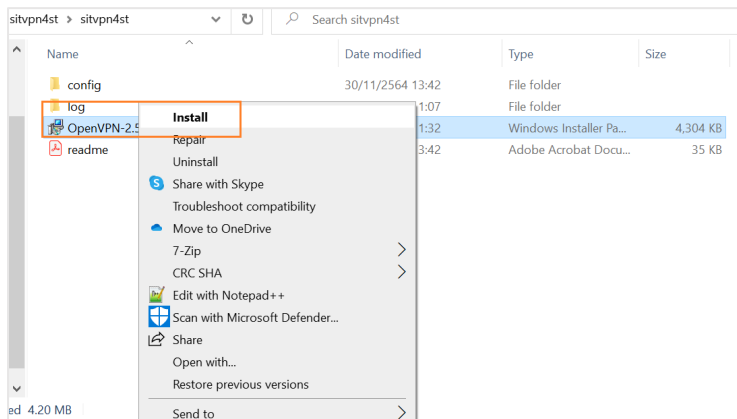 sitvpn4st > sitvpn4st
Search sitvpn4st
Name Date modified Type Size
config 30/11/2564 13:42 File folder
log 1:07 File folder
OpenVPN-2.5 1:32 Windows Installer Pa... 4,304 KB
readme 3:42 Adobe Acrobat Docu... 35 KB
Install
Repair
Uninstall
Share with Skype
Troubleshoot compatibility
Move to OneDrive
7-Zip
CRC SHA
Edit with Notepad++
Scan with Microsoft Defender...
Share
Open with...
Restore previous versions
Send to
ed 4.20 MB